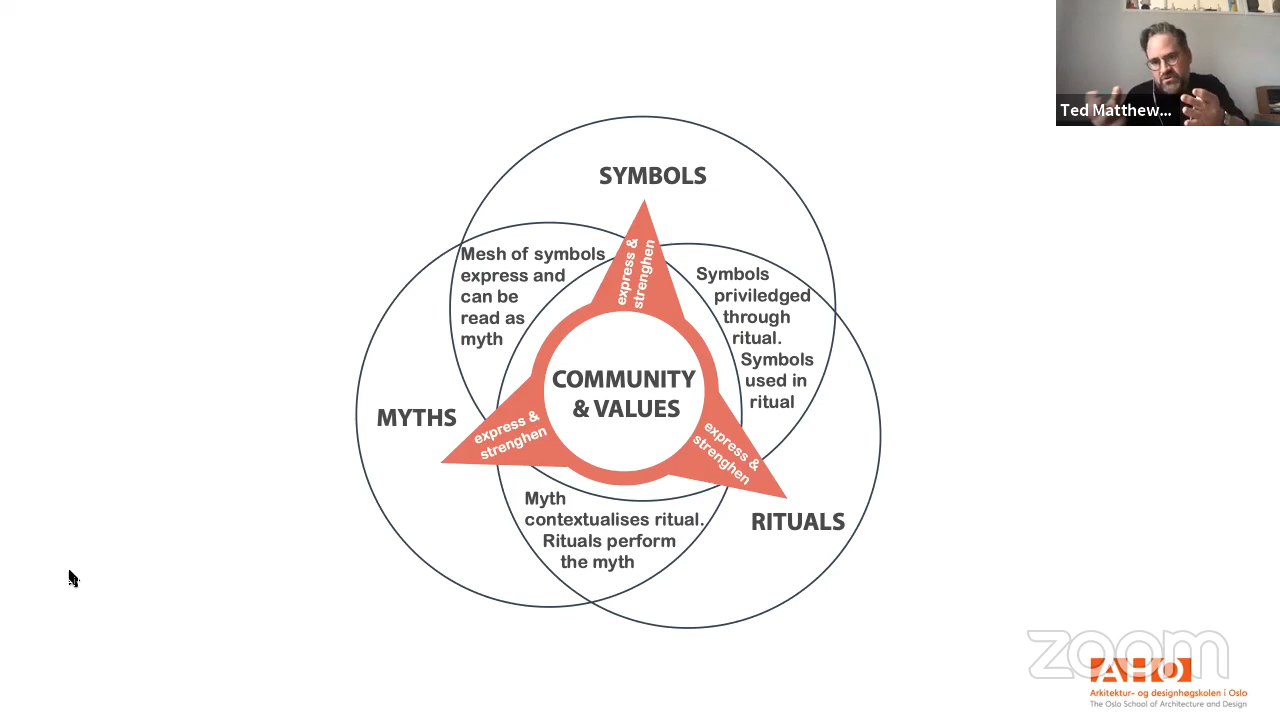 Ted Matthew...
SYMBOLS
Mesh of symbols
express and
can be
read as
myth
express &
strenghen
Symbols
priviledged
through
ritual.
Symbols
used in
ritual
COMMUNITY
& VALUES
MYTHS
express &
strenghen
express &
strenghen
Myth
contextualises ritual.
Rituals perform
the myth
RITUALS
zoom
AHO
Arkitektur- og designhøgskolen i Oslo
The Oslo School of Architecture and Design